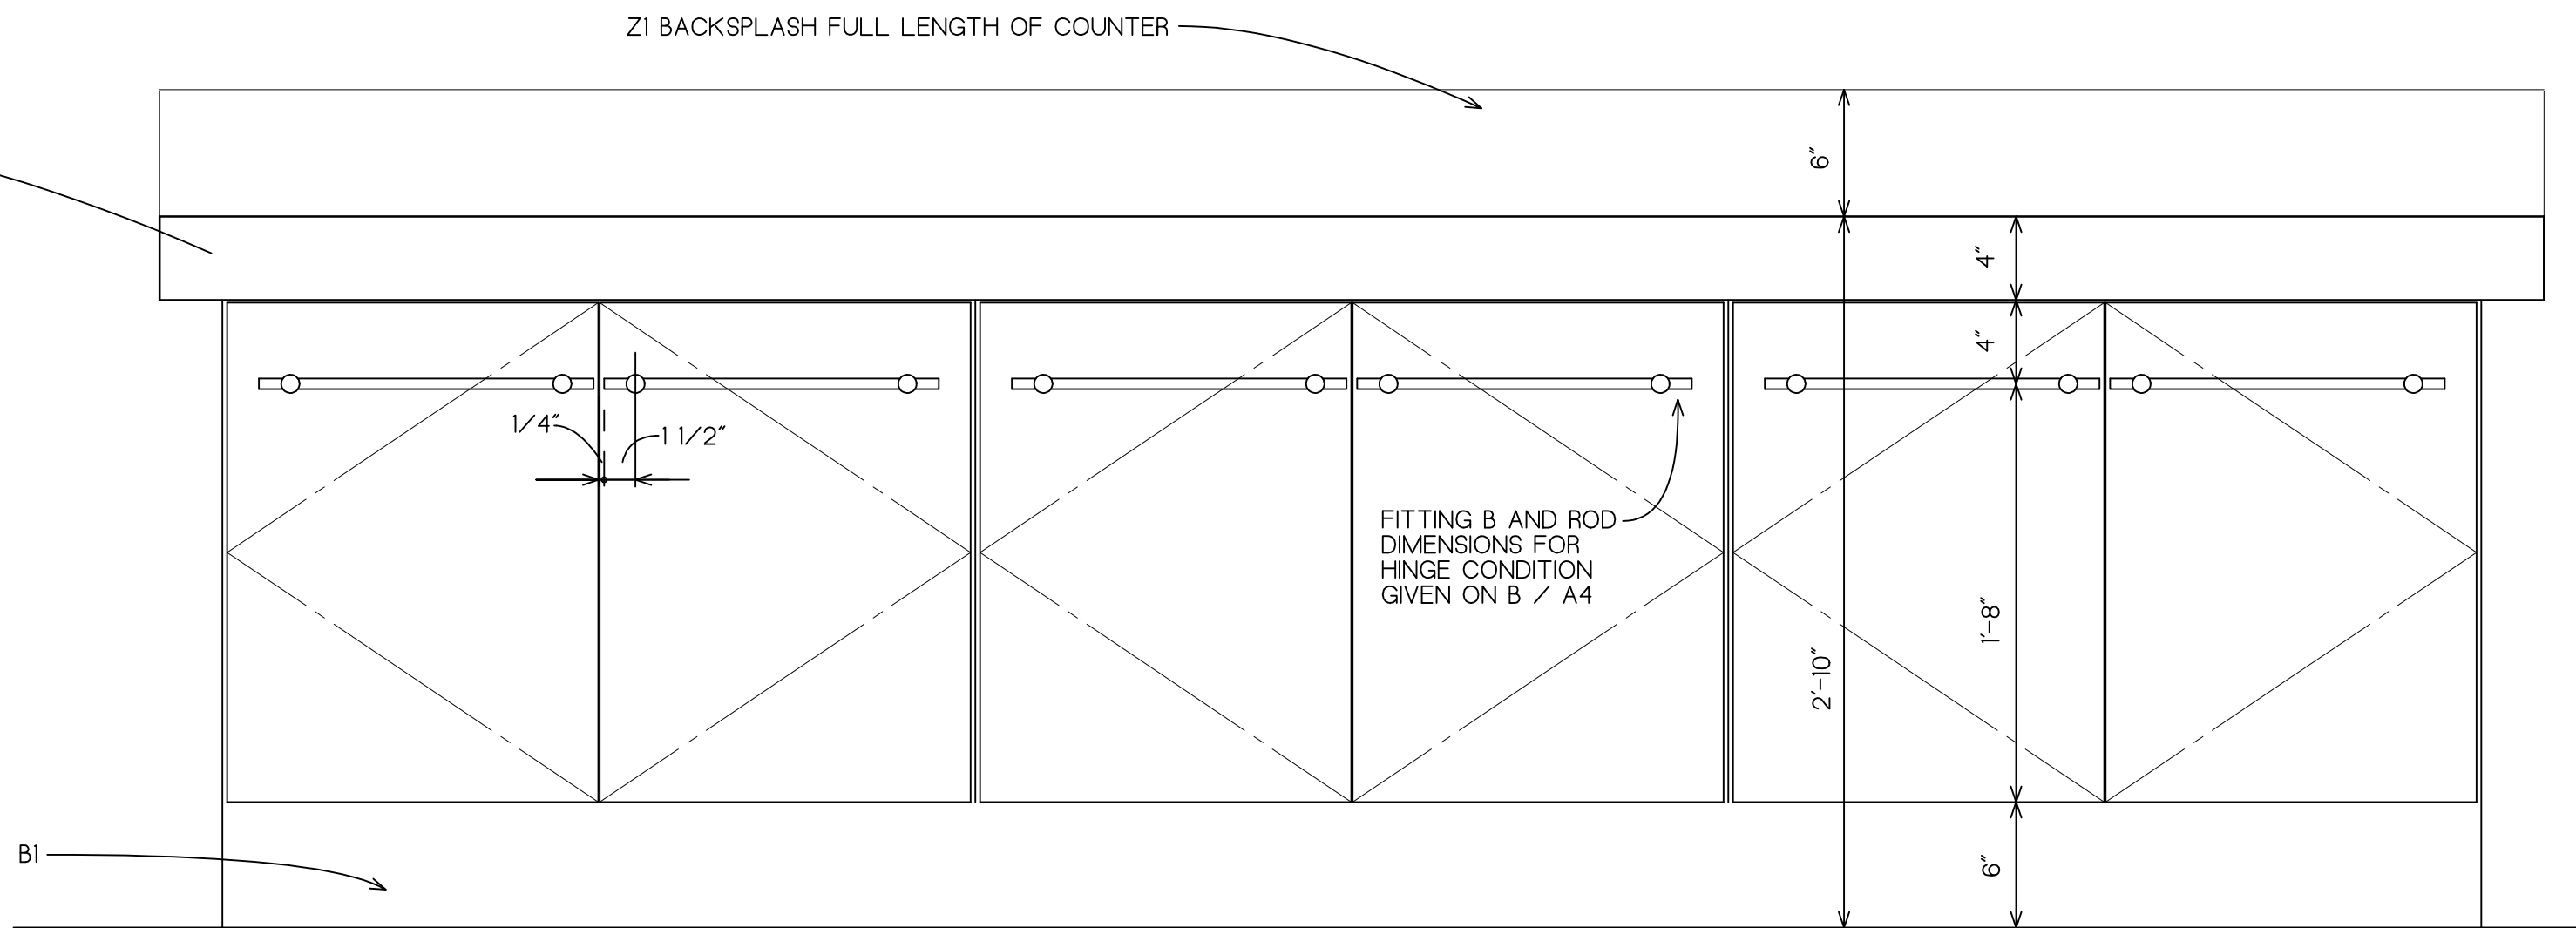 Z1 BACKSPLASH FULL LENGTH OF COUNTER
6"
4"
4"
1/4"
1 1/2"
FITTING B AND ROD
DIMENSIONS FOR
HINGE CONDITION
GIVEN ON B / A4
1'-8"
2'-10"
B1
6"